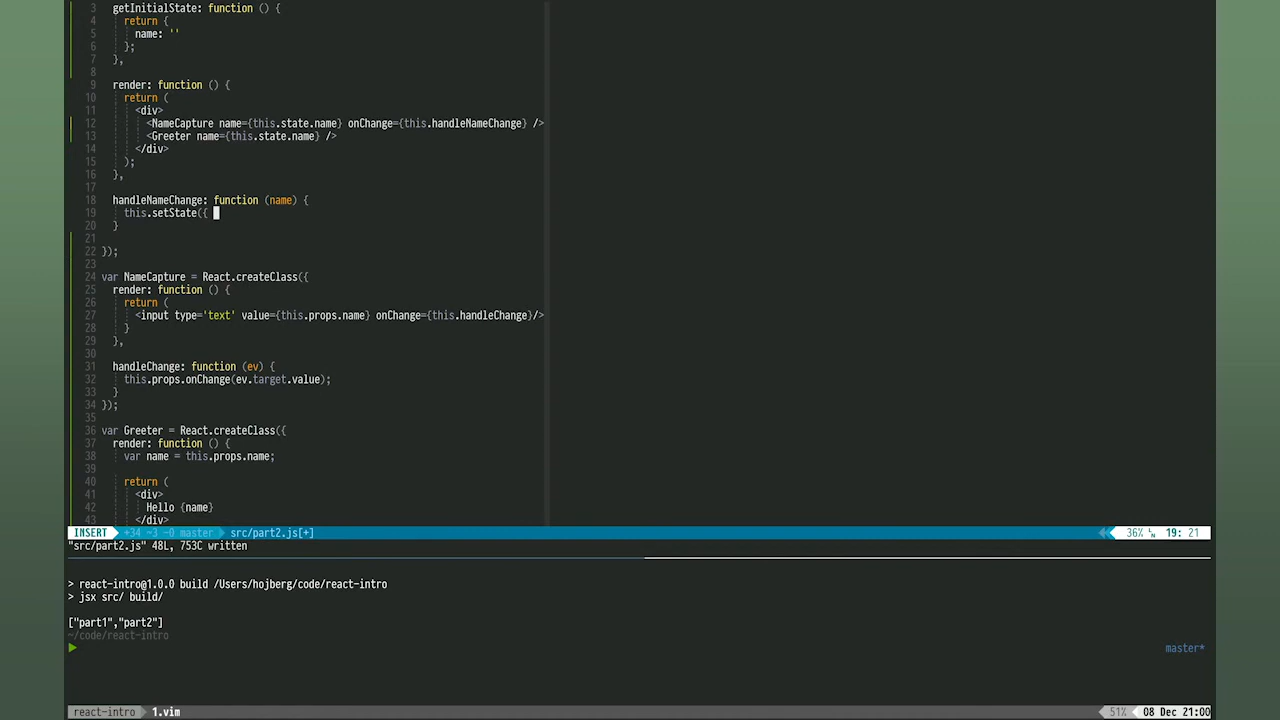 3 getInitialState: function () {
4 return {
5 name: ''
6 };
7 },
8
9 render: function () {
10 return (
11 <div>
12 <NameCapture name={this.state.name} onChange={this.handleNameChange} />
13 <Greeter name={this.state.name} />
14 </div>
15 );
16 },
17
18 handleNameChange: function (name) {
19 this.setState({
20 }
21
22 });
23
24 var NameCapture = React.createClass({
25 render: function () {
26 return (
27 <input type='text' value={this.props.name} onChange={this.handleChange}/>
28 }
29 },
30
31 handleChange: function (ev) {
32 this.props.onChange(ev.target.value);
33 }
34 });
35
36 var Greeter = React.createClass({
37 render: function () {
38 var name = this.props.name;
39
40 return (
41 <div>
42 Hello {name}
43 </div>
INSERT +34 ~3 -0 master src/part2.js[+] 36% 19: 21
"src/part2.js" 48L, 753C written
> react-intro@1.0.0 build /Users/hojberg/code/react-intro
> jsx src/ build/
["part1","part2"]
~/code/react-intro
master*
react-intro 1.vim 51% 08 Dec 21:00